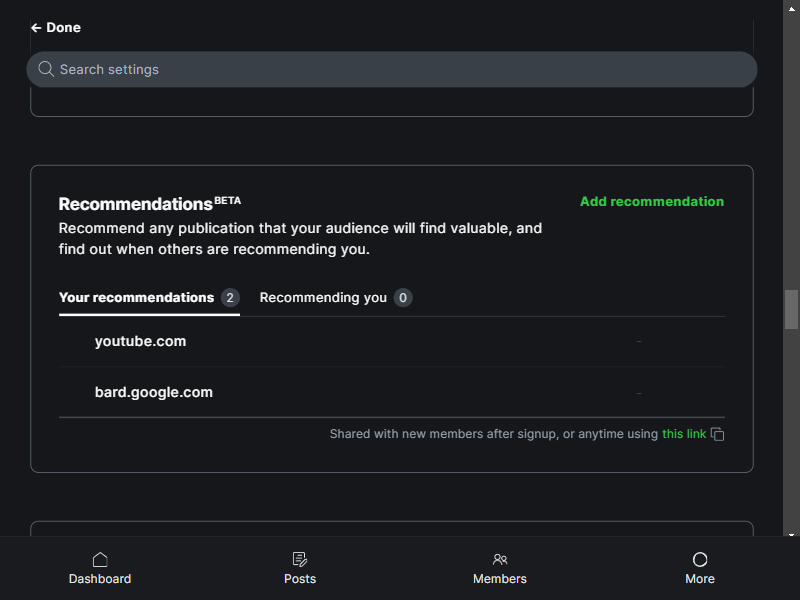 Done
Search settings
Recommendations BETA
Add recommendation
Recommend any publication that your audience will find valuable, and
find out when others are recommending you.
Your recommendations 2 Recommending you 0
youtube.com -
bard.google.com -
Shared with new members after signup, or anytime using this link
Dashboard Posts Members More